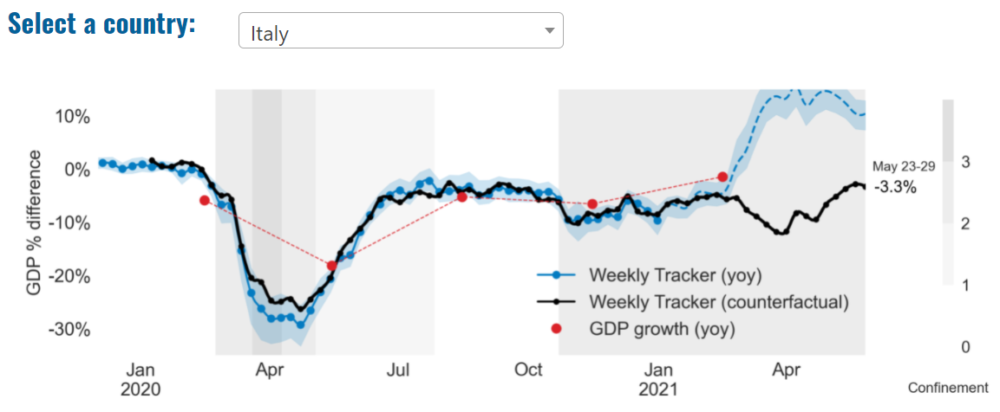 Select a country:
Italy
GDP % difference
10%
0%
-10%
-20%
-30%
Jan
2020
Apr
Jul
Oct
Jan
2021
Apr
May 23-29
-3.3%
Weekly Tracker (yoy)
Weekly Tracker (counterfactual)
GDP growth (yoy)
3
2
1
0
Confinement